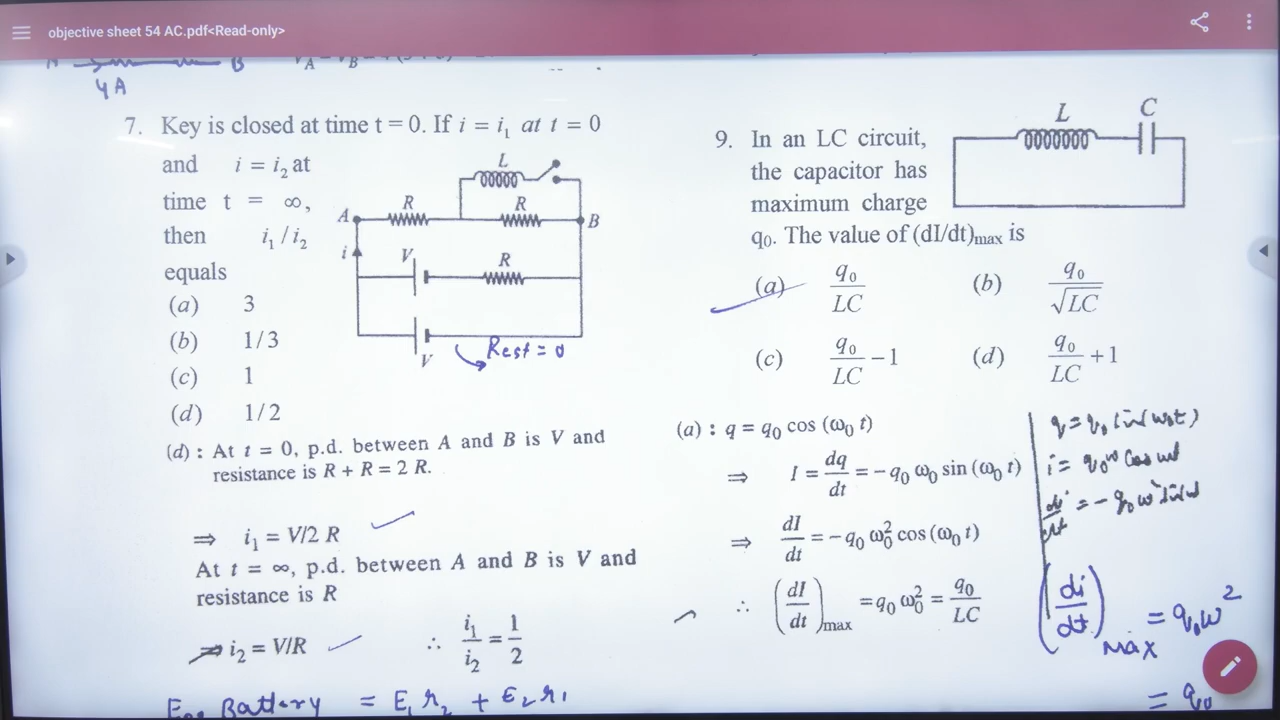 objective sheet 54 AC.pdf<Read-only>
4A
B
7. Key is closed at time t = 0. If i = i₁ at t = 0
and i = i₂ at
time t = ∞,
then i₁ / i₂
equals
(a) 3
(b) 1/3
(c) 1
(d) 1/2
L
A R R B
i V R
V
Rest = 0
(d) : At t = 0, p.d. between A and B is V and
resistance is R + R = 2 R.
⇒ i₁ = V/2 R
At t = ∞, p.d. between A and B is V and
resistance is R
⇒ i₂ = V/R ∴ i₁/i₂ = 1/2
Battery = E₁ r₂ + E₂ r₁
L C
9. In an LC circuit,
the capacitor has
maximum charge
q₀. The value of (dI/dt)max is
(a) q₀/LC (b) q₀/√LC
(c) q₀/LC − 1 (d) q₀/LC + 1
(a) : q = q₀ cos (ω₀ t)
⇒ I = dq/dt = − q₀ ω₀ sin (ω₀ t)
⇒ dI/dt = − q₀ ω₀² cos (ω₀ t)
∴ (dI/dt)max = q₀ ω₀² = q₀/LC
i = q₀ω cos ωt
(di/dt)max = q₀ω²
= q₀